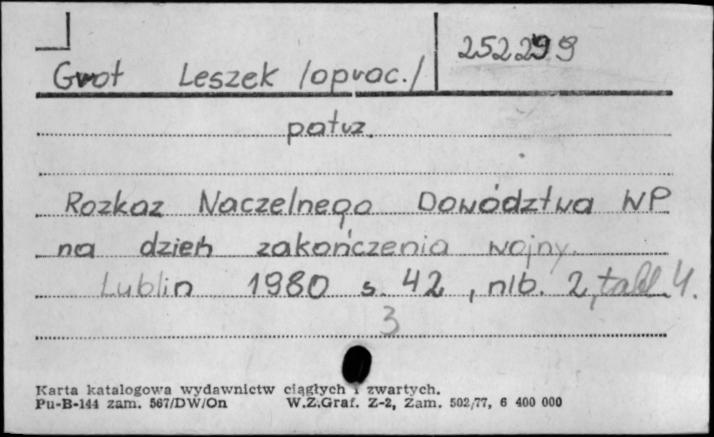 252299
Grot Leszek /oprac./
patrz.
Rozkaz Naczelnego Dowództwa WP
na dzień zakończenia wojny.
Lublin 1980 s. 42, nlb. 2, tabl. 4.
3
Karta katalogowa wydawnictw ciągłych i zwartych.
Pu-B-144 zam. 567/DW/On W.Z.Graf. Z-2, Zam. 502/77, 6 400 000